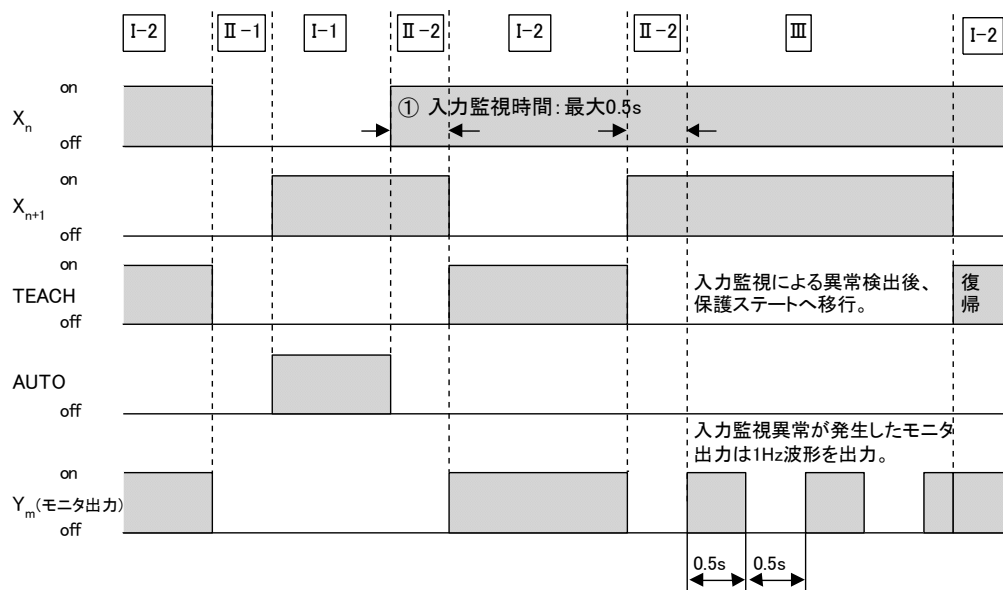 I-2 Ⅱ-1 I-1 Ⅱ-2 I-2 Ⅱ-2 Ⅲ I-2
on
Xn
off
① 入力監視時間:最大0.5s
on
Xn+1
off
on
TEACH
off
入力監視による異常検出後、
保護ステートへ移行。
復
帰
AUTO
off
入力監視異常が発生したモニタ
出力は1Hz波形を出力。
on
Ym(モニタ出力)
off
0.5s 0.5s